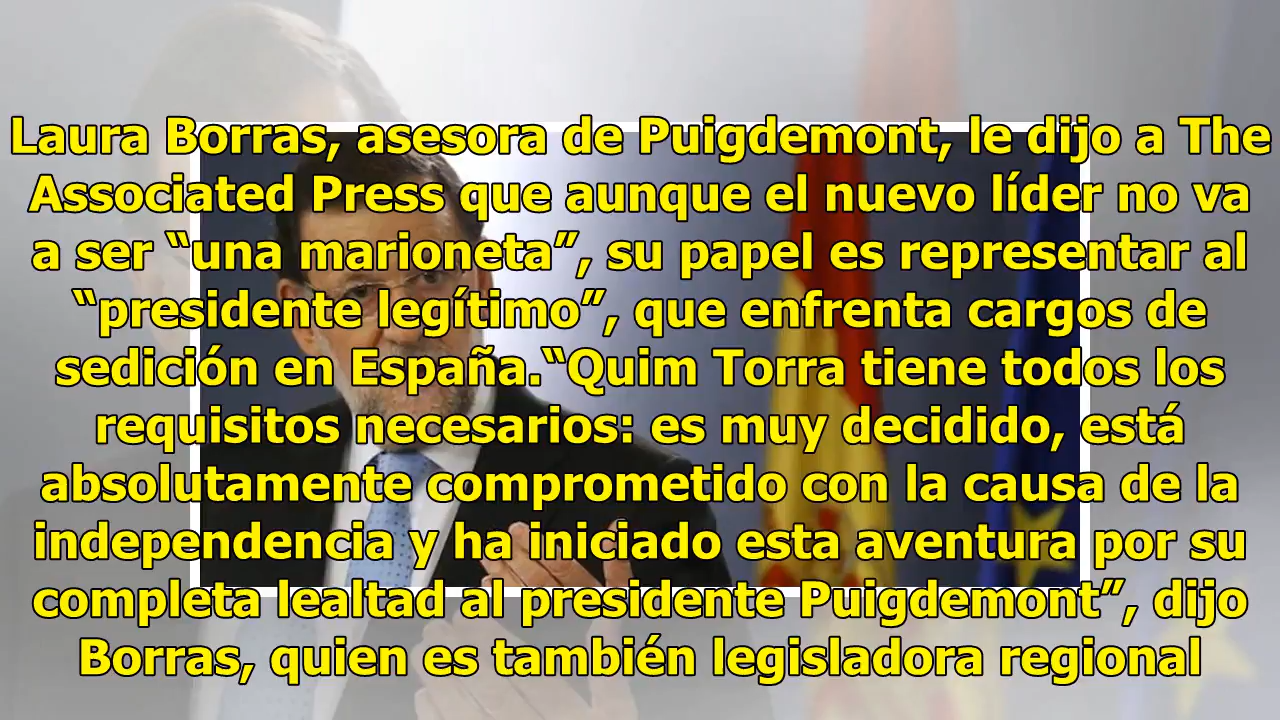 Laura Borras, asesora de Puigdemont, le dijo a The
Associated Press que aunque el nuevo líder no va
a ser “una marioneta”, su papel es representar al
“presidente legítimo”, que enfrenta cargos de
sedición en España.“Quim Torra tiene todos los
requisitos necesarios: es muy decidido, está
absolutamente comprometido con la causa de la
independencia y ha iniciado esta aventura por su
completa lealtad al presidente Puigdemont”, dijo
Borras, quien es también legisladora regional